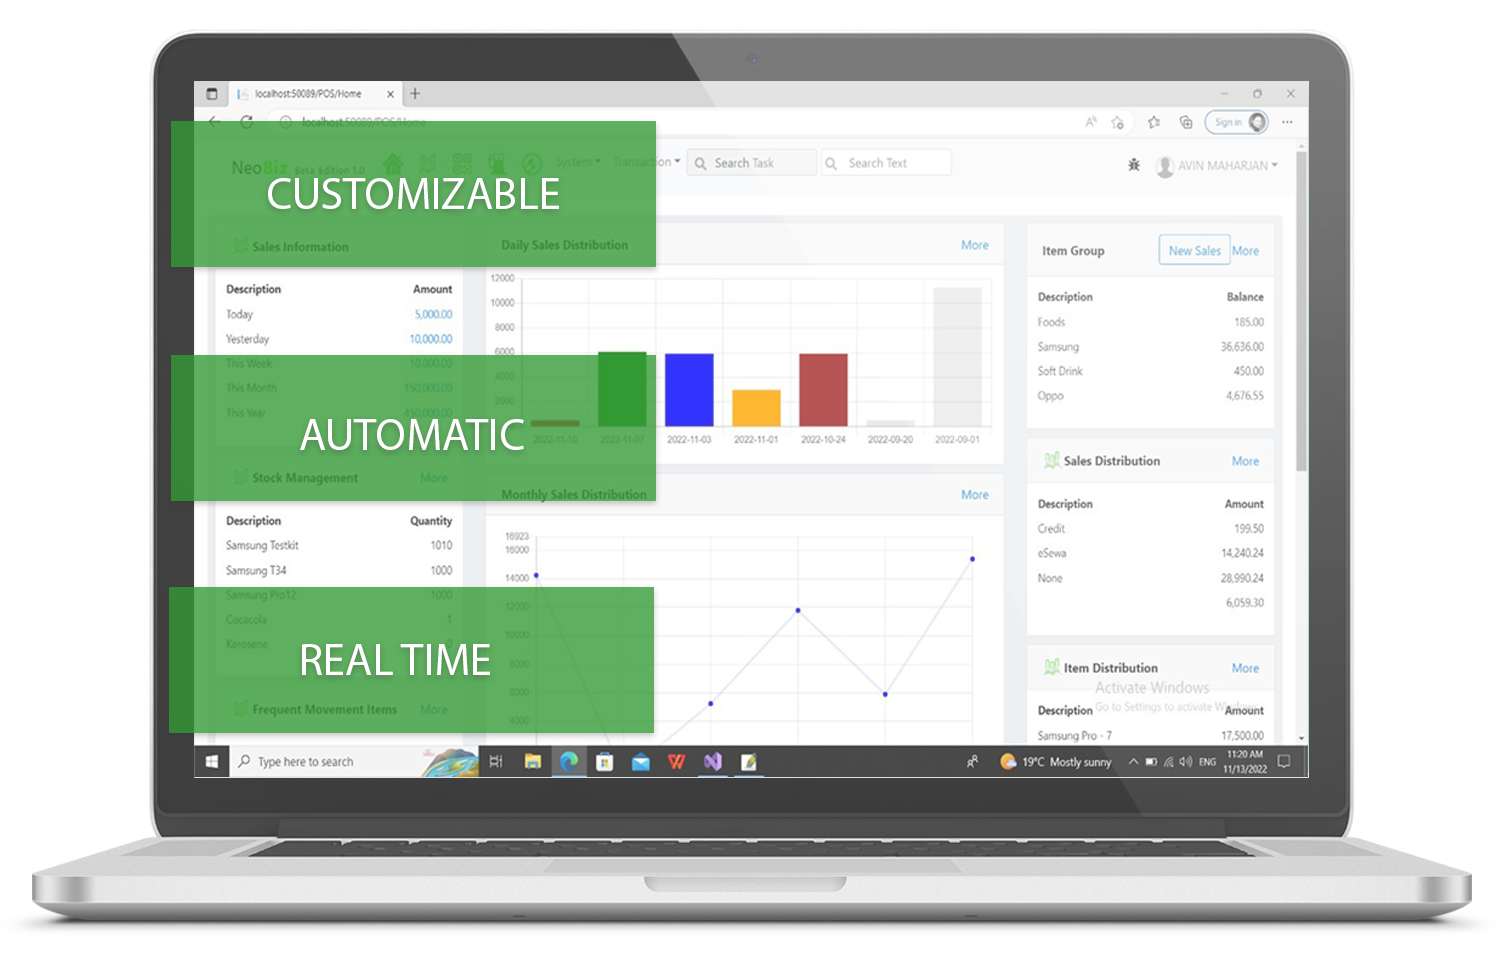 localhost:50089/POS/Home
localhost:50089/POS/Home
Sign in
NeoBiz Beta Edition 1.0
System
Transaction
Search Task
Search Text
AVIN MAHARJAN
CUSTOMIZABLE
Sales Information
Description Amount
Today 5,000.00
Yesterday 10,000.00
This Week 10,000.00
This Month 150,000.00
This Year 450,000.00
AUTOMATIC
Stock Management More
Description Quantity
Samsung Testkit 1010
Samsung T34 1000
Samsung Pro12 1000
Cocacola 1
Kerosene 0
REAL TIME
Frequent Movement Items More
Daily Sales Distribution More
12000
10000
8000
6000
4000
2000
2022-11-10 2022-11-07 2022-11-03 2022-11-01 2022-10-24 2022-09-20 2022-09-01
Monthly Sales Distribution More
16923
16000
14000
12000
10000
8000
6000
4000
Item Group New Sales More
Description Balance
Foods 185.00
Samsung 36,636.00
Soft Drink 450.00
Oppo 4,676.55
Sales Distribution More
Description Amount
Credit 199.50
eSewa 14,240.24
None 28,990.24
6,059.30
Item Distribution More
Activate Windows
Go to Settings to activate
Description Amount
Samsung Pro - 7 17,500.00
Type here to search
19°C Mostly sunny
ENG
11:20 AM
11/13/2022